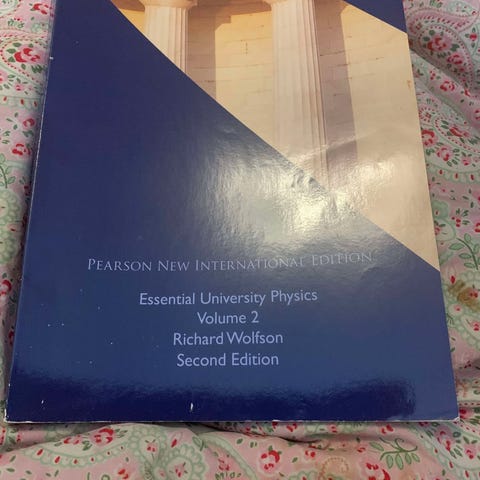 PEARSON NEW INTERNATIONAL EDITION
Essential University Physics
Volume 2
Richard Wolfson
Second Edition